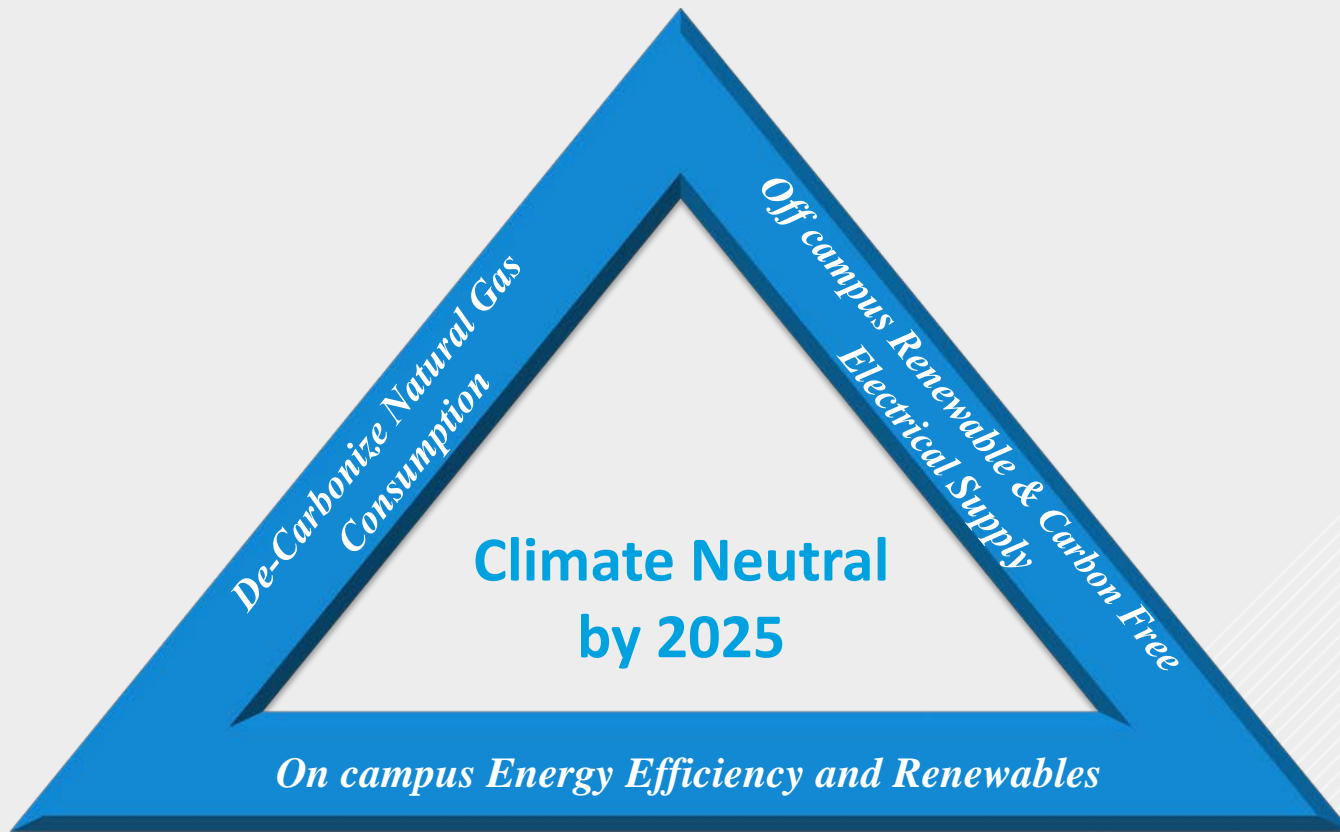 De-Carbonize Natural Gas
Consumption
Off campus Renewable & Carbon Free
Electrical Supply
Climate Neutral
by 2025
On campus Energy Efficiency and Renewables